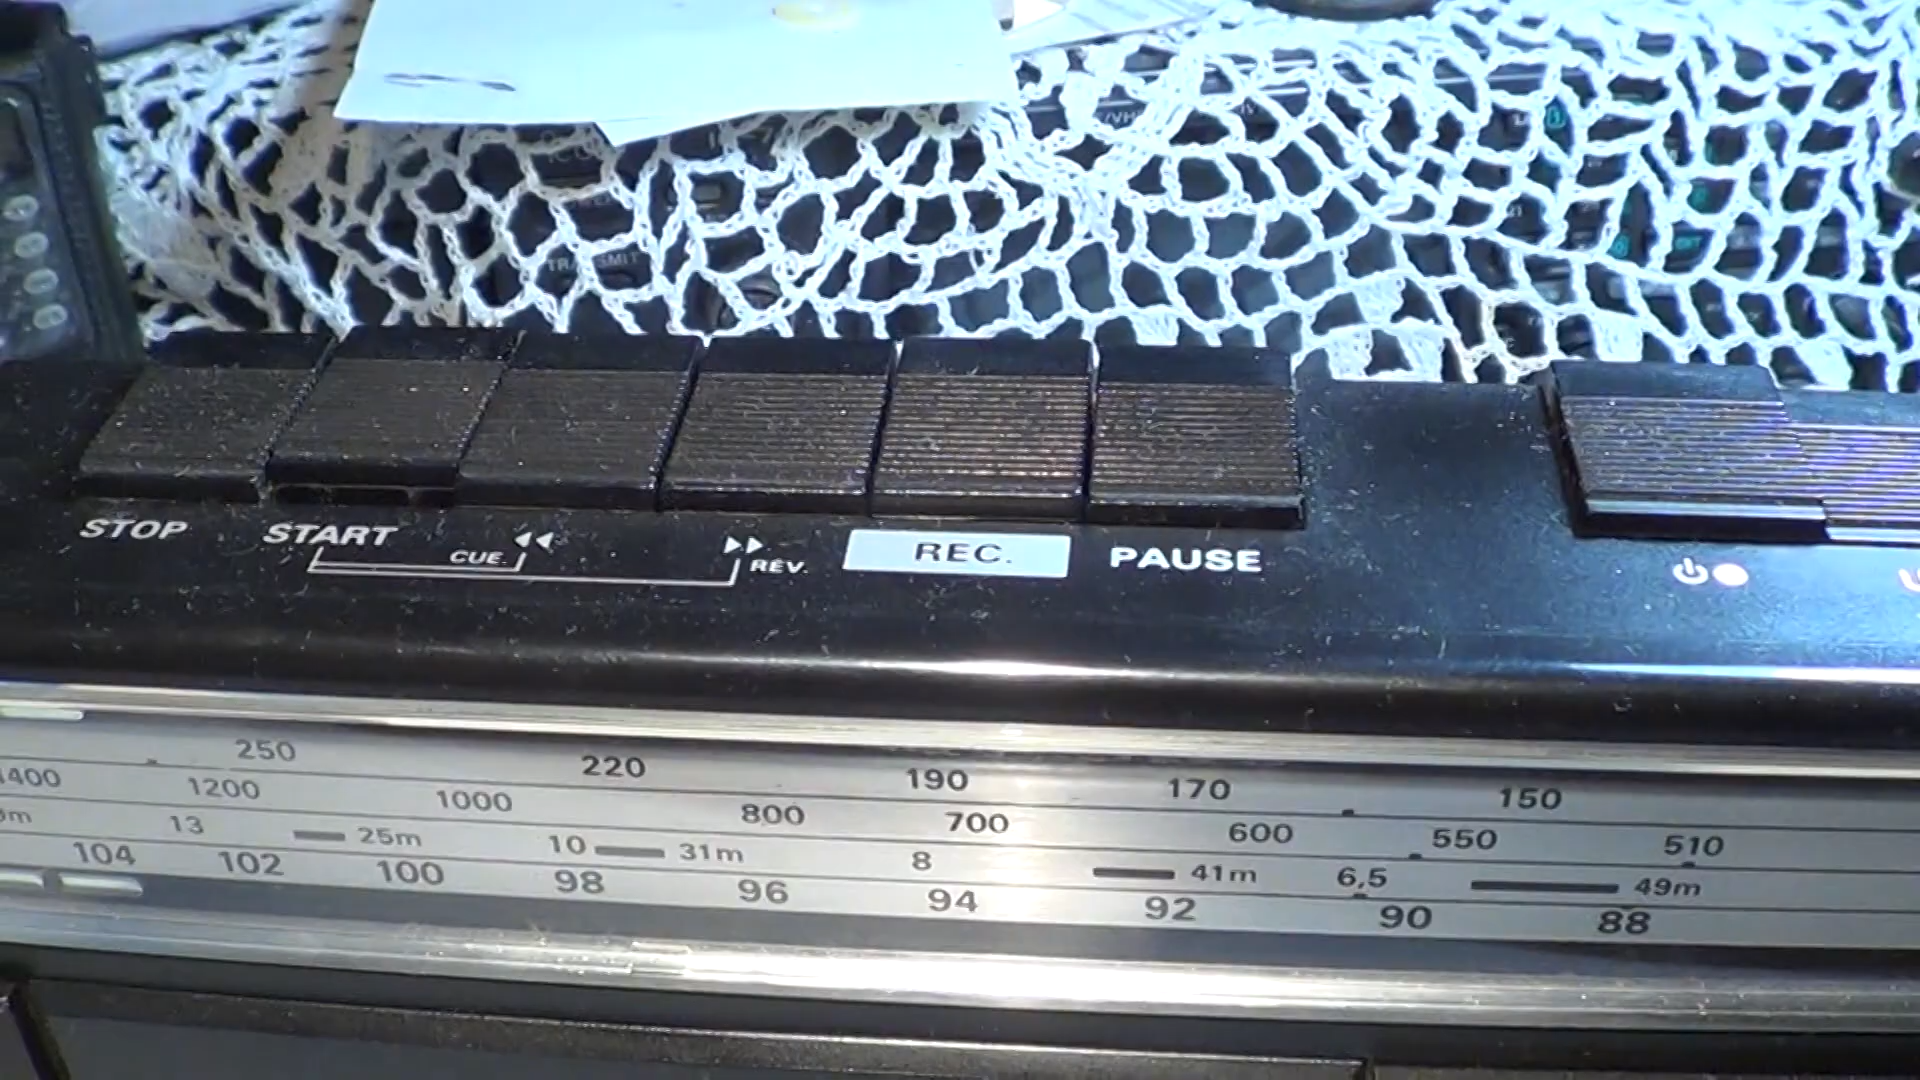 TRANSMIT
STOP START CUE. ◄◄ ►► REV. REC. PAUSE
250 220 190 170 150
1400 1200 1000 800 700 600 550 510
13 25m 10 31m 8 41m 6,5 49m
104 102 100 98 96 94 92 90 88